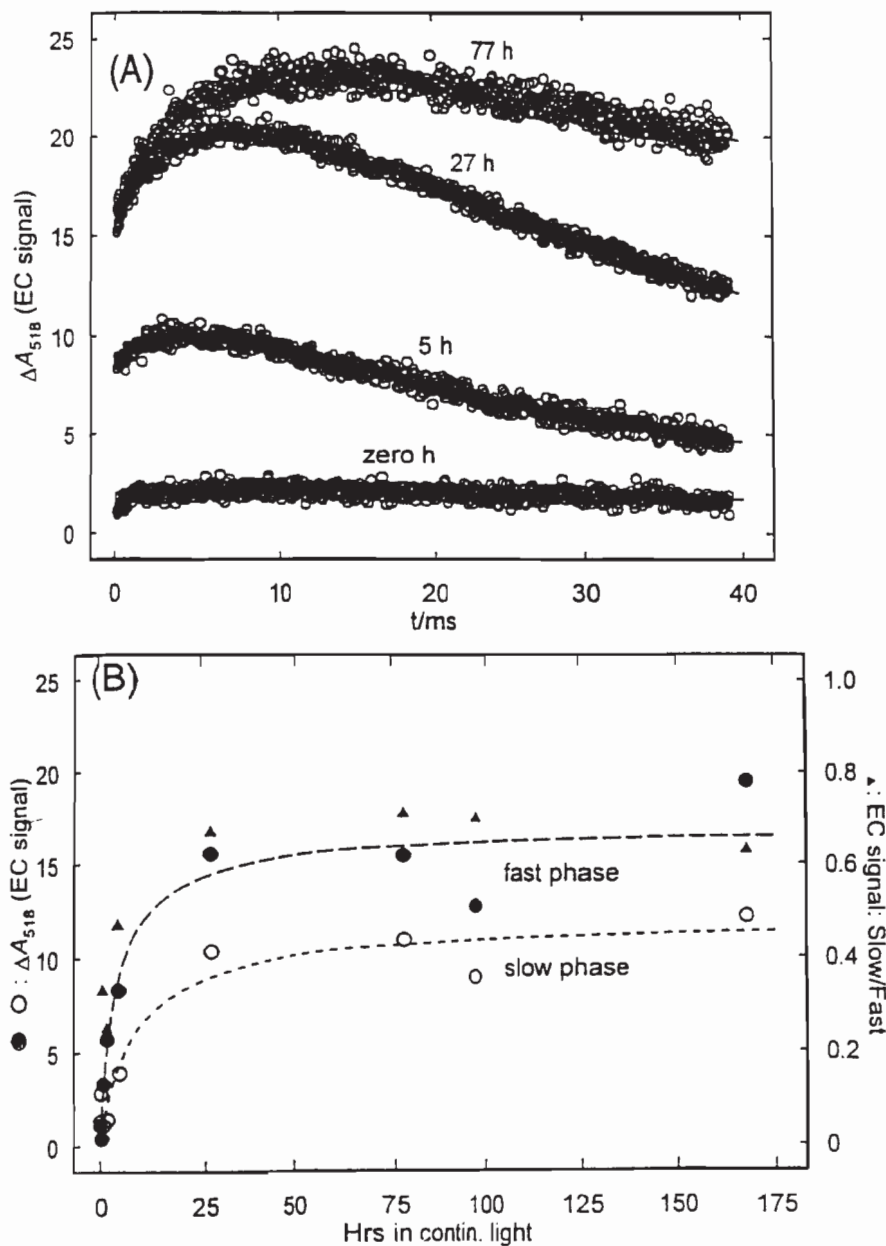 (A)
25
20
15
10
5
0
ΔA518 (EC signal)
77 h
27 h
5 h
zero h
0 10 20 30 40
t/ms
(B)
25
20
15
10
5
0
● ○ : ΔA518 (EC signal)
fast phase
slow phase
1.0
0.8
0.6
0.4
0.2
0
▲: EC signal: Slow/Fast
0 25 50 75 100 125 150 175
Hrs in contin. light